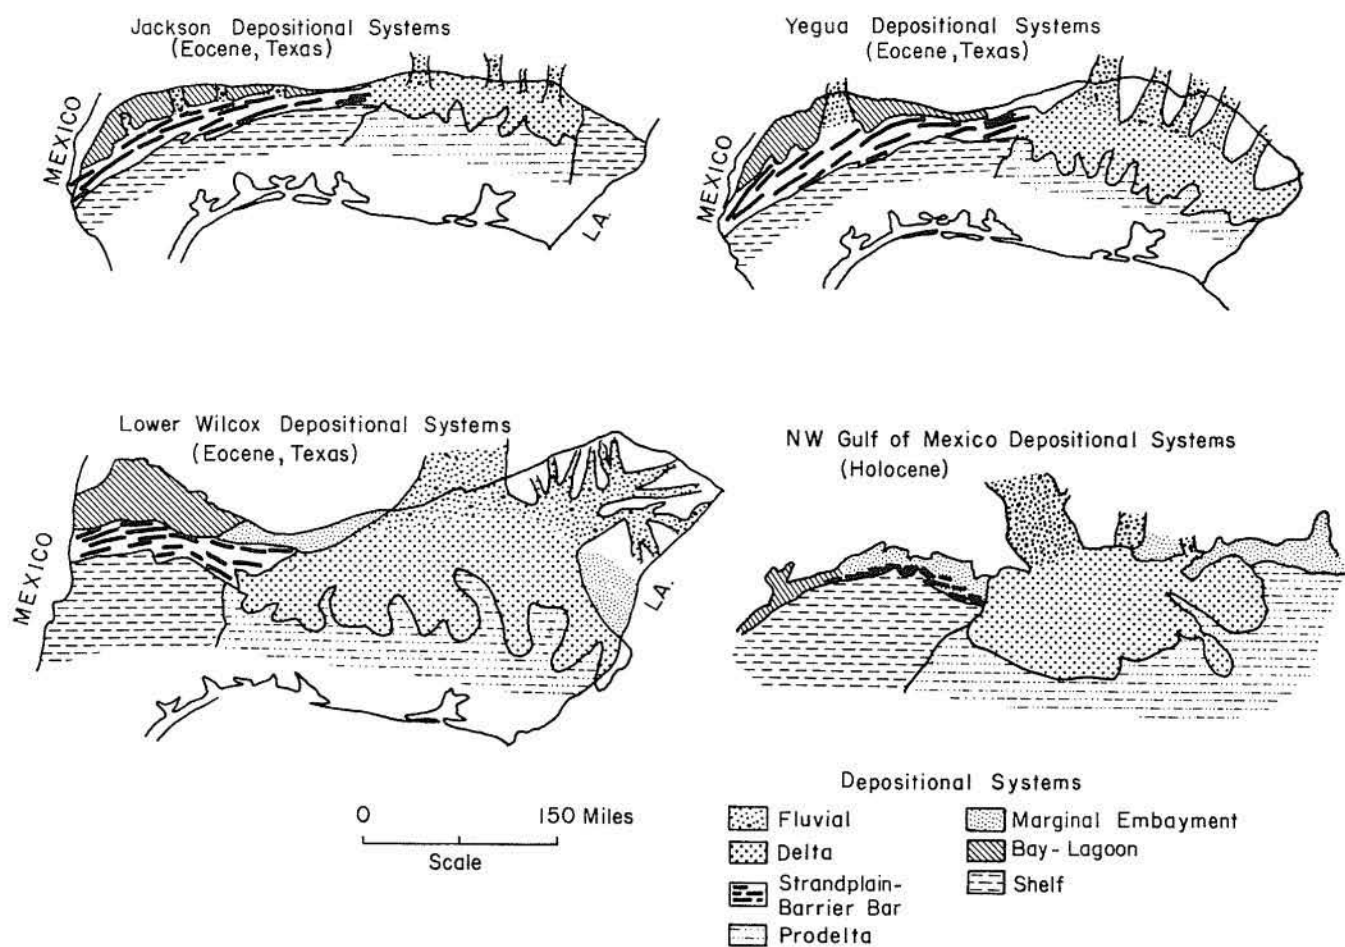 Jackson Depositional Systems
(Eocene, Texas)
MEXICO
LA.
Yegua Depositional Systems
(Eocene, Texas)
MEXICO
Lower Wilcox Depositional Systems
(Eocene, Texas)
MEXICO
LA.
NW Gulf of Mexico Depositional Systems
(Holocene)
0 150 Miles
Scale
Depositional Systems
Fluvial
Delta
Strandplain-
Barrier Bar
Prodelta
Marginal Embayment
Bay-Lagoon
Shelf